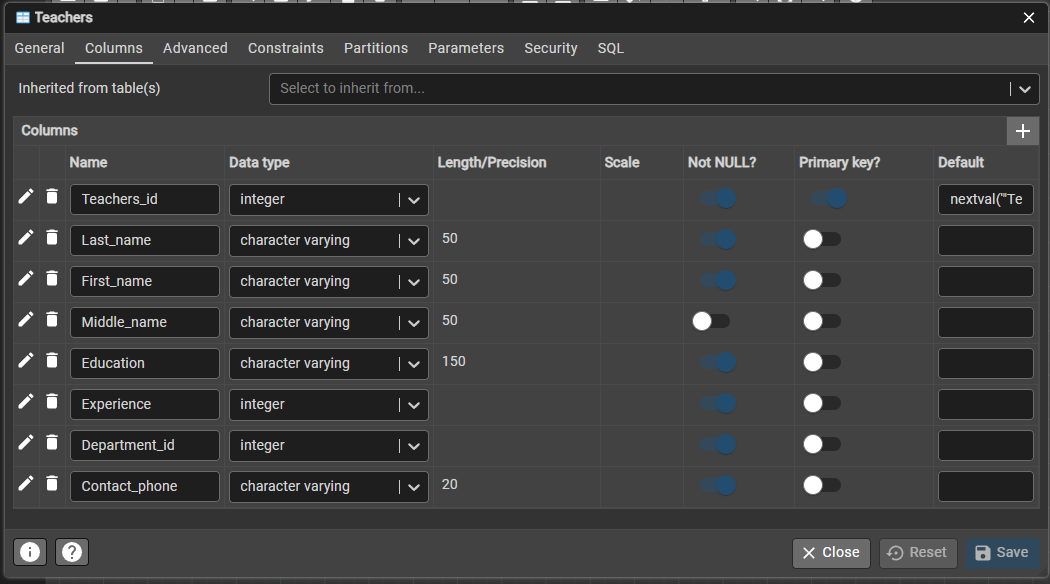 Teachers
General Columns Advanced Constraints Partitions Parameters Security SQL
Inherited from table(s) Select to inherit from...
Columns
Name Data type Length/Precision Scale Not NULL? Primary key? Default
Teachers_id integer nextval('"Te
Last_name character varying 50
First_name character varying 50
Middle_name character varying 50
Education character varying 150
Experience integer
Department_id integer
Contact_phone character varying 20
Close Reset Save